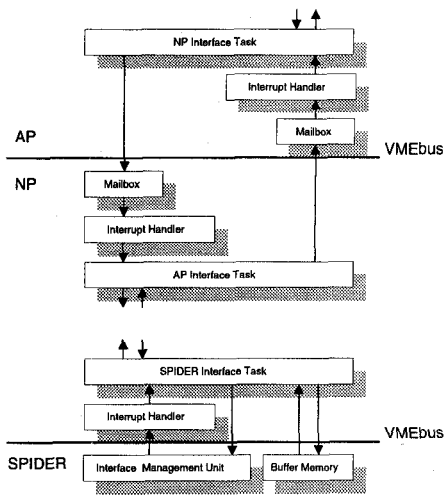 NP Interface Task
Interrupt Handler
AP
Mailbox
VMEbus
NP
Mailbox
Interrupt Handler
AP Interface Task
SPIDER Interface Task
Interrupt Handler
VMEbus
SPIDER
Interface Management Unit
Buffer Memory